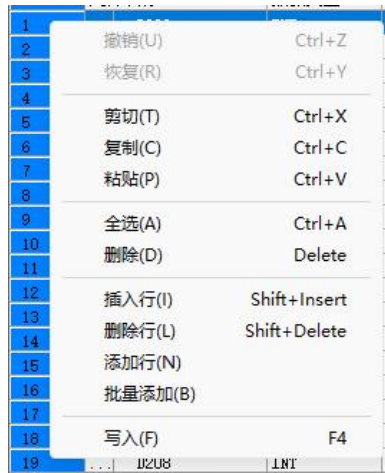 1
2
3
4
5
6
7
8
9
10
11
12
13
14
15
16
17
18
19 ... D208 INT
撤销(U) Ctrl+Z
恢复(R) Ctrl+Y
剪切(T) Ctrl+X
复制(C) Ctrl+C
粘贴(P) Ctrl+V
全选(A) Ctrl+A
删除(D) Delete
插入行(I) Shift+Insert
删除行(L) Shift+Delete
添加行(N)
批量添加(B)
写入(F) F4